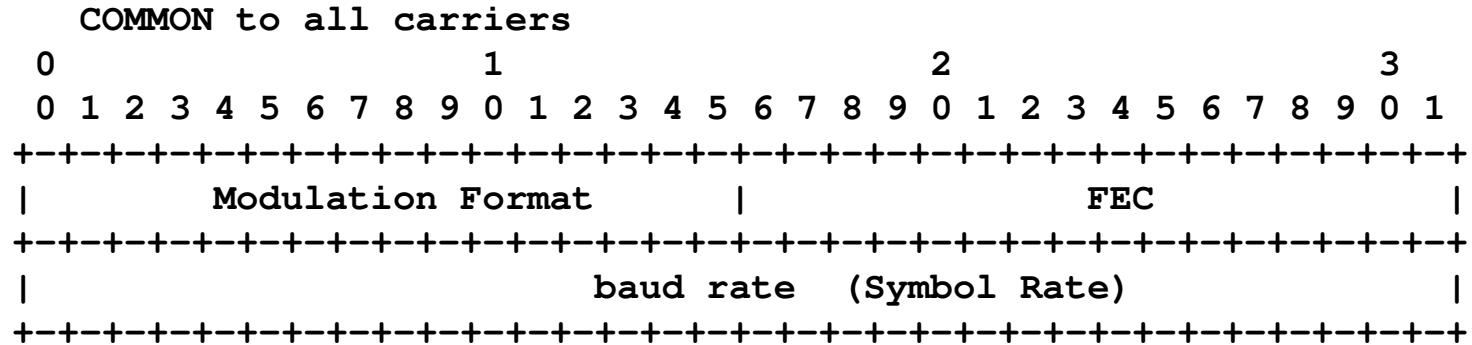 COMMON to all carriers
0                   1                   2                   3
0 1 2 3 4 5 6 7 8 9 0 1 2 3 4 5 6 7 8 9 0 1 2 3 4 5 6 7 8 9 0 1
+-+-+-+-+-+-+-+-+-+-+-+-+-+-+-+-+-+-+-+-+-+-+-+-+-+-+-+-+-+-+-+-+
|        Modulation Format      |               FEC             |
+-+-+-+-+-+-+-+-+-+-+-+-+-+-+-+-+-+-+-+-+-+-+-+-+-+-+-+-+-+-+-+-+
|                         baud rate  (Symbol Rate)              |
+-+-+-+-+-+-+-+-+-+-+-+-+-+-+-+-+-+-+-+-+-+-+-+-+-+-+-+-+-+-+-+-+